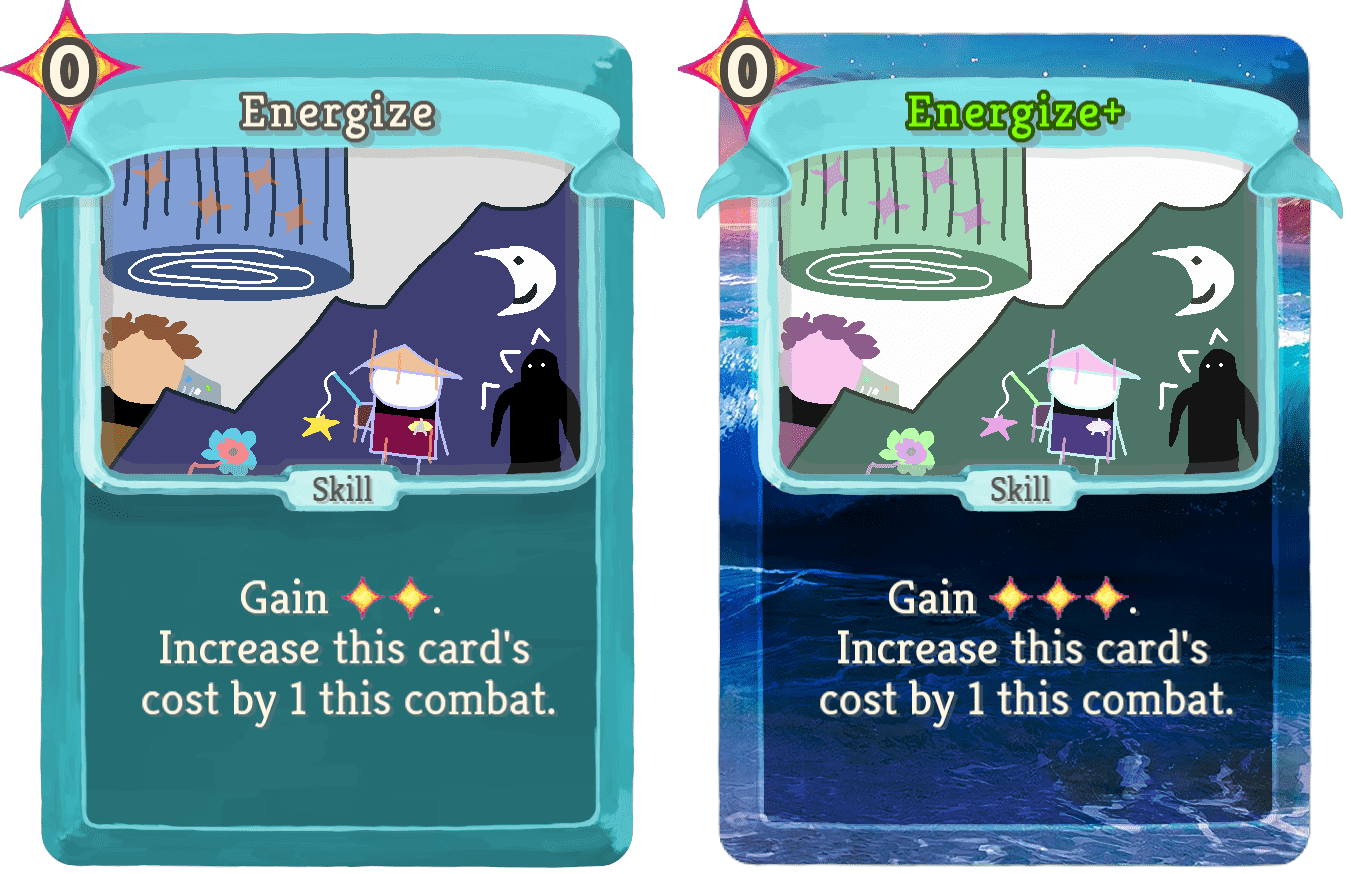 0
Energize
Skill
Gain .
Increase this card's
cost by 1 this combat.
0
Energize+
Skill
Gain .
Increase this card's
cost by 1 this combat.